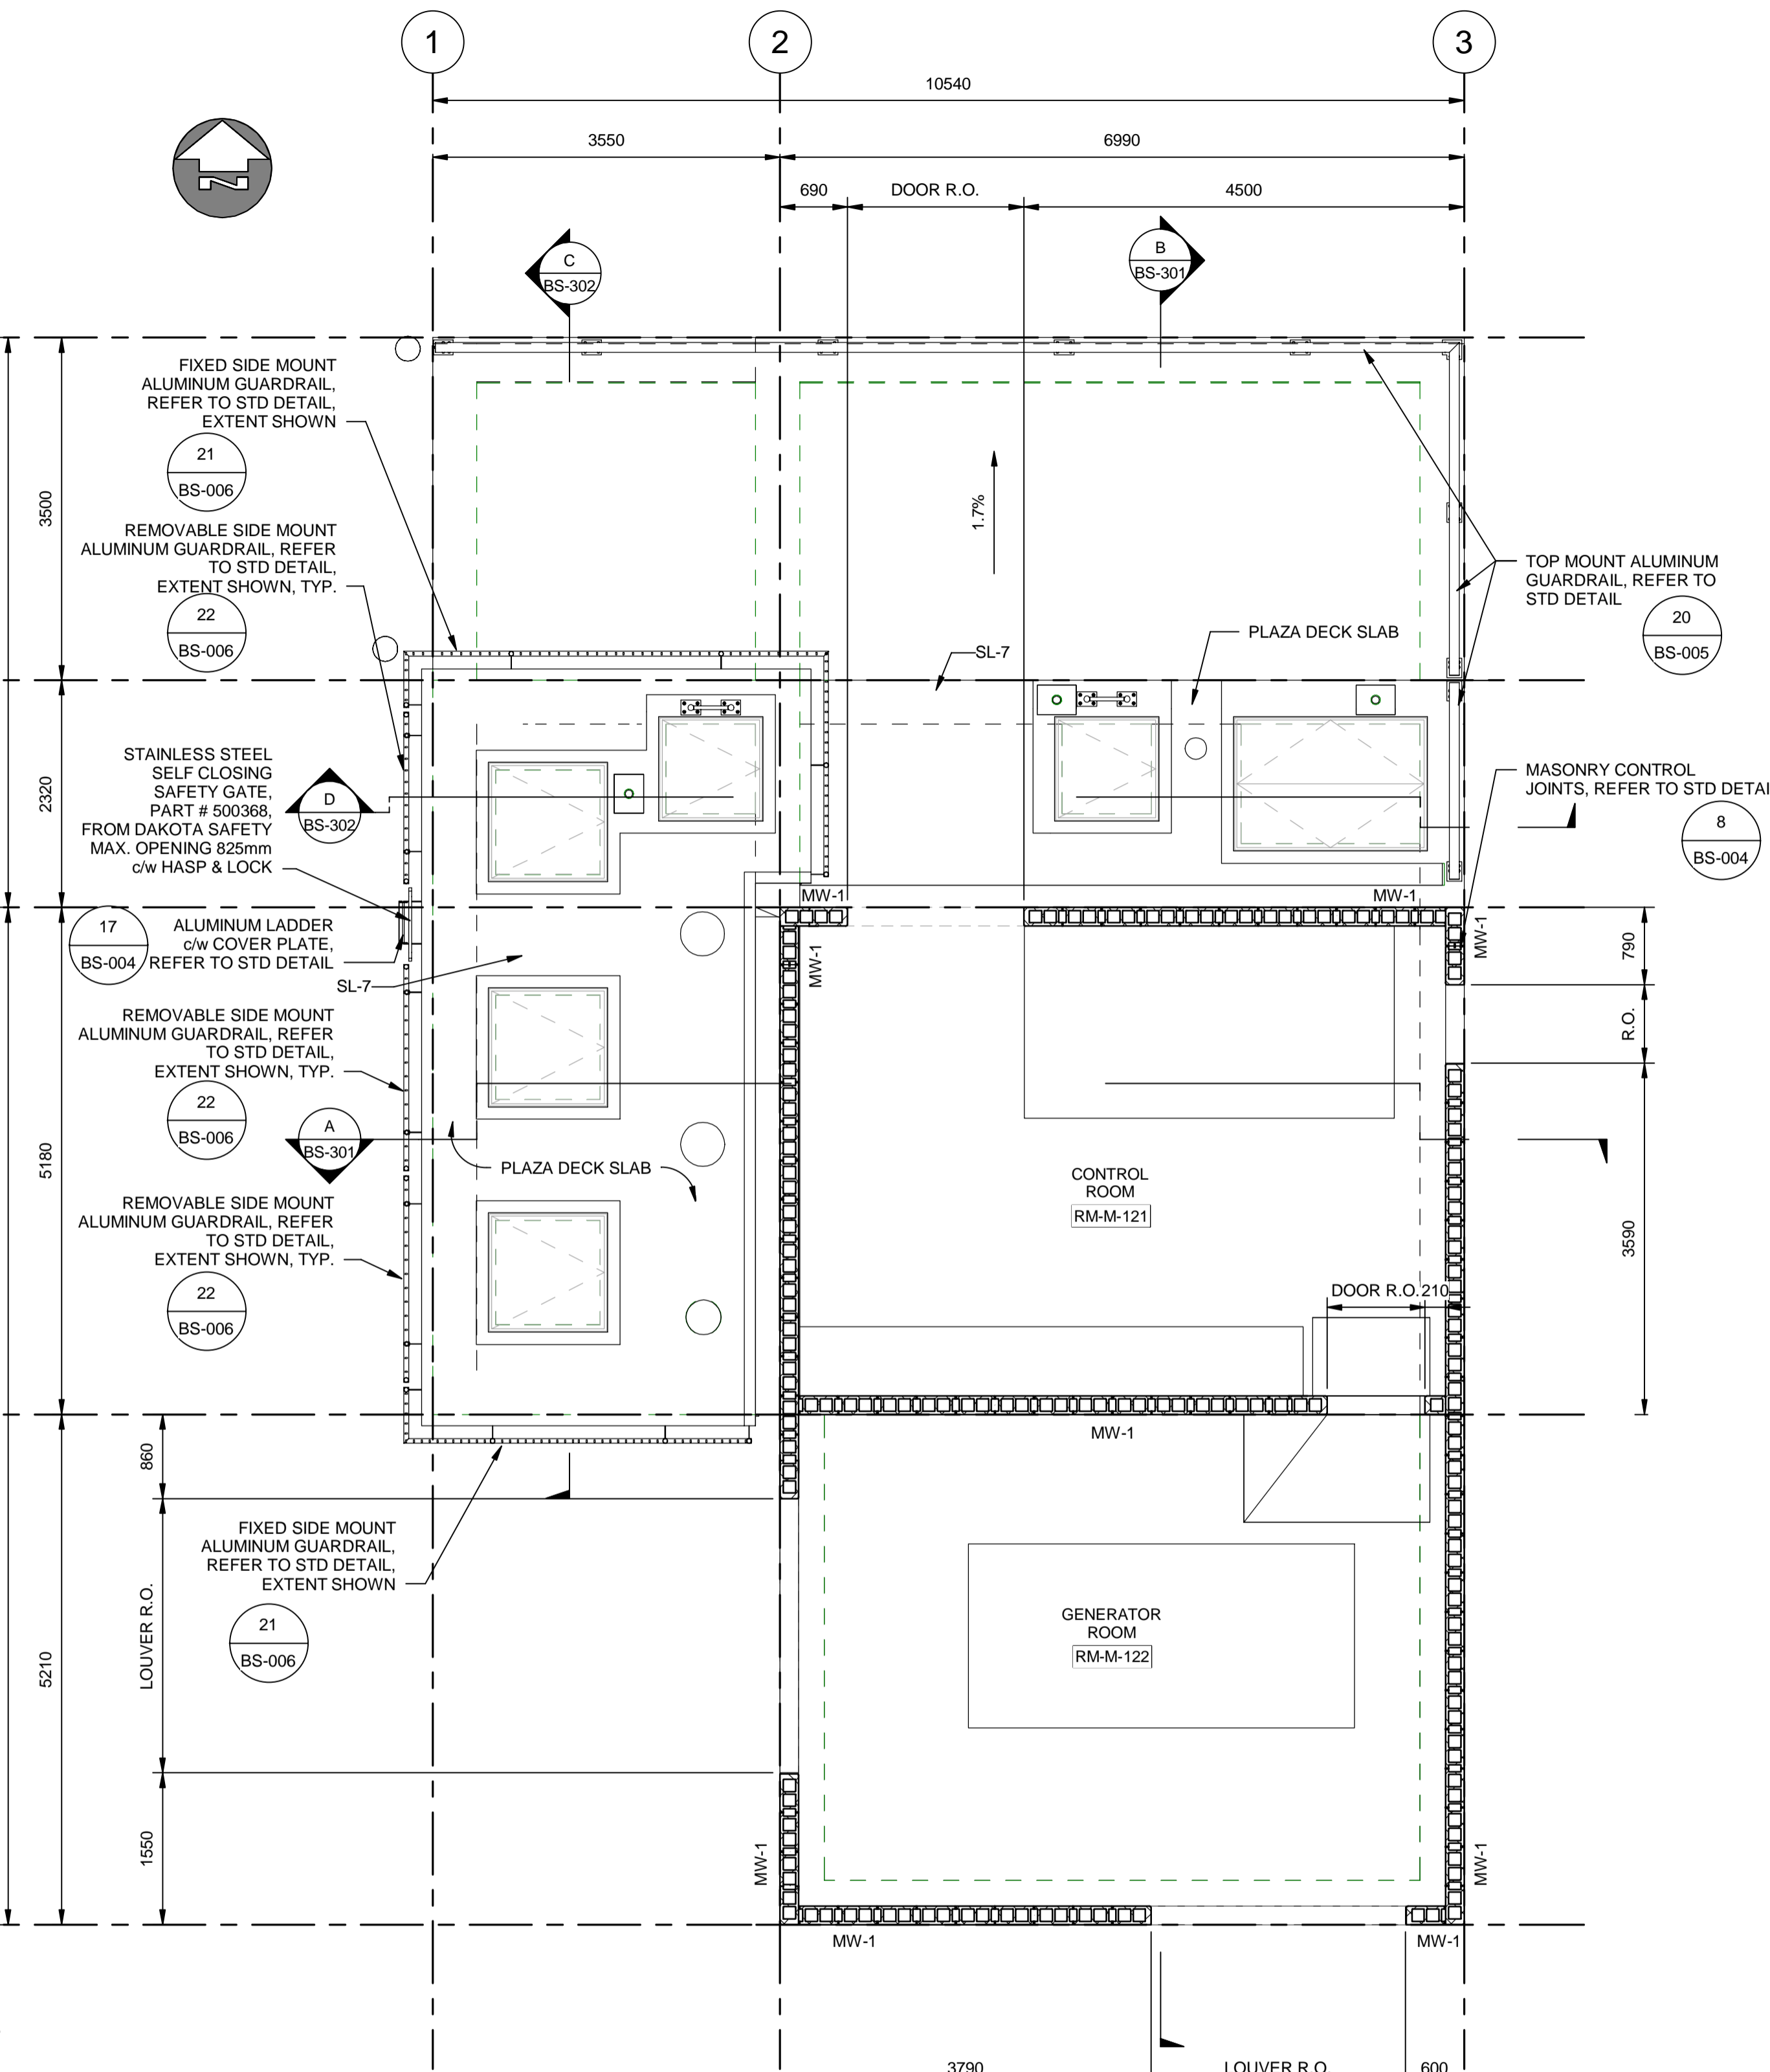 1
2
3
10540
3550
6990
690
DOOR R.O.
4500
N
C
BS-302
B
BS-301
FIXED SIDE MOUNT
ALUMINUM GUARDRAIL,
REFER TO STD DETAIL,
EXTENT SHOWN
21
BS-006
3500
1.7%
REMOVABLE SIDE MOUNT
ALUMINUM GUARDRAIL, REFER
TO STD DETAIL,
EXTENT SHOWN, TYP.
22
BS-006
TOP MOUNT ALUMINUM
GUARDRAIL, REFER TO
STD DETAIL
20
BS-005
PLAZA DECK SLAB
SL-7
2320
STAINLESS STEEL
SELF CLOSING
SAFETY GATE,
PART # 500368,
FROM DAKOTA SAFETY
MAX. OPENING 825mm
c/w HASP & LOCK
D
BS-302
MASONRY CONTROL
JOINTS, REFER TO STD DETAI
8
BS-004
MW-1
MW-1
MW-1
MW-1
17
BS-004
ALUMINUM LADDER
c/w COVER PLATE,
REFER TO STD DETAIL
SL-7
790
R.O.
REMOVABLE SIDE MOUNT
ALUMINUM GUARDRAIL, REFER
TO STD DETAIL,
EXTENT SHOWN, TYP.
22
BS-006
A
BS-301
5180
PLAZA DECK SLAB
CONTROL
ROOM
RM-M-121
3590
REMOVABLE SIDE MOUNT
ALUMINUM GUARDRAIL, REFER
TO STD DETAIL,
EXTENT SHOWN, TYP.
22
BS-006
DOOR R.O.
210
MW-1
860
FIXED SIDE MOUNT
ALUMINUM GUARDRAIL,
REFER TO STD DETAIL,
EXTENT SHOWN
21
BS-006
LOUVER R.O.
5210
GENERATOR
ROOM
RM-M-122
1550
MW-1
MW-1
MW-1
MW-1
3790
LOUVER R.O.
600